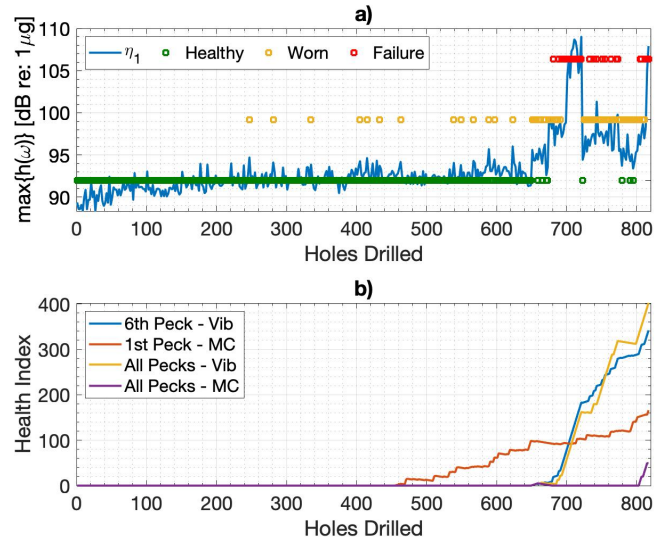 a)
max{h(ω)} [dB re: 1μg]
110
105
100
95
90
η1 Healthy Worn Failure
0 100 200 300 400 500 600 700 800
Holes Drilled
b)
Health Index
400
300
200
100
0
6th Peck - Vib
1st Peck - MC
All Pecks - Vib
All Pecks - MC
0 100 200 300 400 500 600 700 800
Holes Drilled